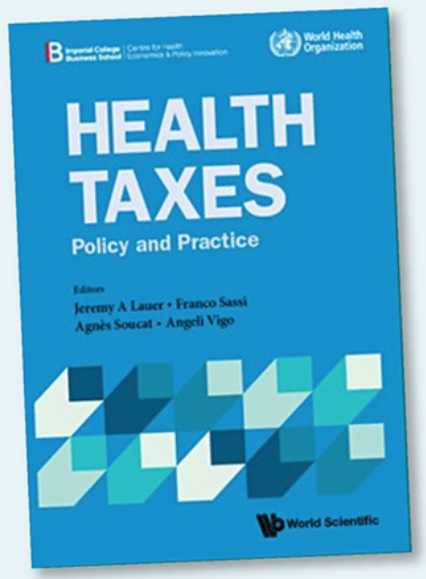 Imperial College Business School
Centre for Health Economics & Policy Innovation
World Health Organization
HEALTH
TAXES
Policy and Practice
Editors
Jeremy A Lauer • Franco Sassi
Agnès Soucat • Angeli Vigo
World Scientific